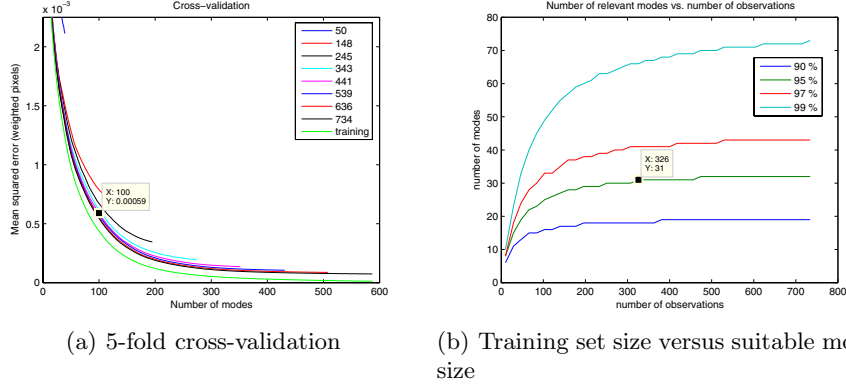 Cross−validation
x 10⁻³
2
1.5
1
0.5
0
0 100 200 300 400 500 600
Number of modes
Mean squared error (weighted pixels)
50
148
245
343
441
539
636
734
training
X: 100
Y: 0.00059
(a) 5-fold cross-validation
Number of relevant modes vs. number of observations
80
70
60
50
40
30
20
10
0
0 100 200 300 400 500 600 700 800
number of observations
number of modes
90 %
95 %
97 %
99 %
X: 326
Y: 31
(b) Training set size versus suitable mo
size